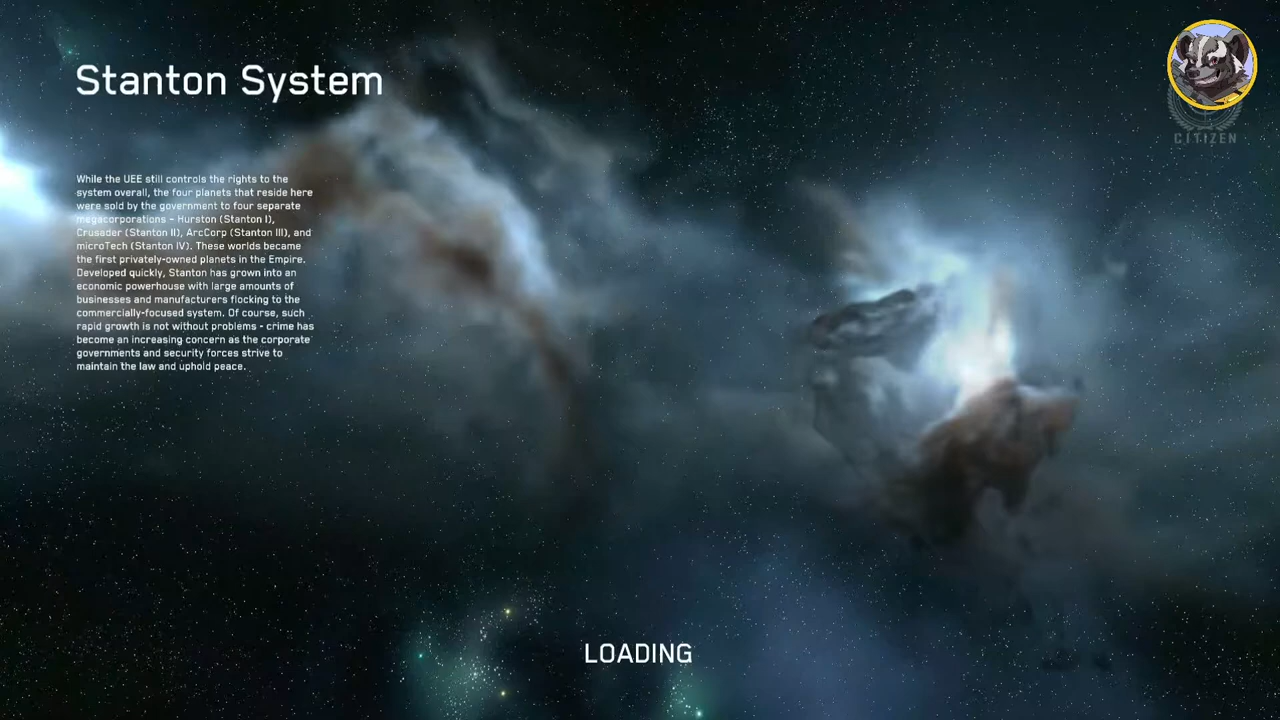 Stanton System
CITIZEN
While the UEE still controls the rights to the
system overall, the four planets that reside here
were sold by the government to four separate
megacorporations - Hurston (Stanton I),
Crusader (Stanton II), ArcCorp (Stanton III), and
microTech (Stanton IV). These worlds became
the first privately-owned planets in the Empire.
Developed quickly, Stanton has grown into an
economic powerhouse with large amounts of
businesses and manufacturers flocking to the
commercially-focused system. Of course, such
rapid growth is not without problems - crime has
become an increasing concern as the corporate
governments and security forces strive to
maintain the law and uphold peace.
LOADING